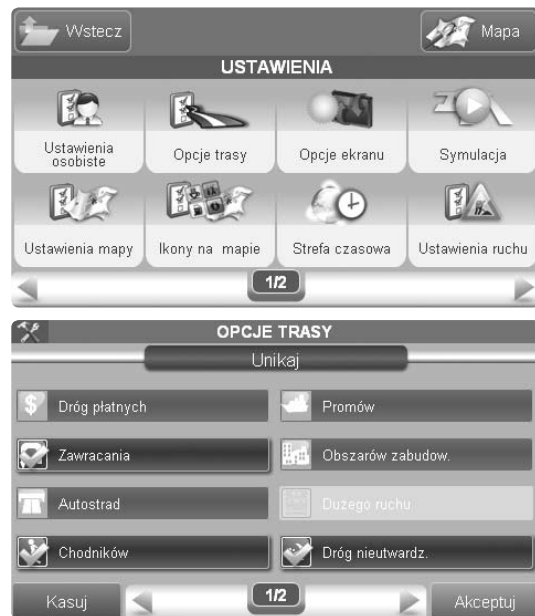 Wstecz
Mapa
USTAWIENIA
Ustawienia osobiste
Opcje trasy
Opcje ekranu
Symulacja
Ustawienia mapy
Ikony na mapie
Strefa czasowa
Ustawienia ruchu
1/2
OPCJE TRASY
Unikaj
Dróg płatnych
Promów
Zawracania
Obszarów zabudow.
Autostrad
Dużego ruchu
Chodników
Dróg nieutwardz.
Kasuj
1/2
Akceptuj